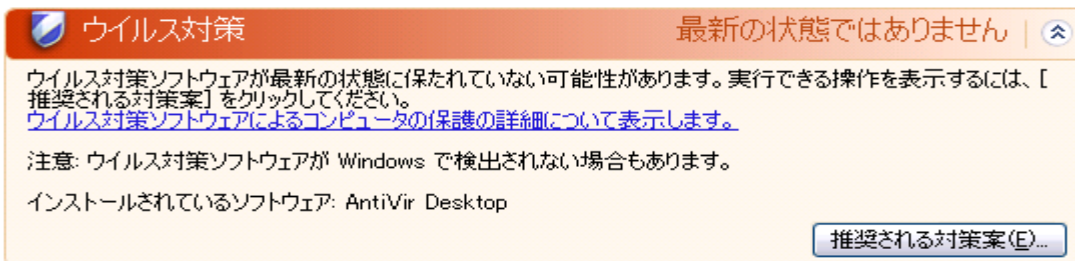 ウイルス対策
最新の状態ではありません
ウイルス対策ソフトウェアが最新の状態に保たれていない可能性があります。実行できる操作を表示するには、[
推奨される対策案] をクリックしてください。
ウイルス対策ソフトウェアによるコンピュータの保護の詳細について表示します。
注意: ウイルス対策ソフトウェアが Windows で検出されない場合もあります。
インストールされているソフトウェア: AntiVir Desktop
推奨される対策案(E)...